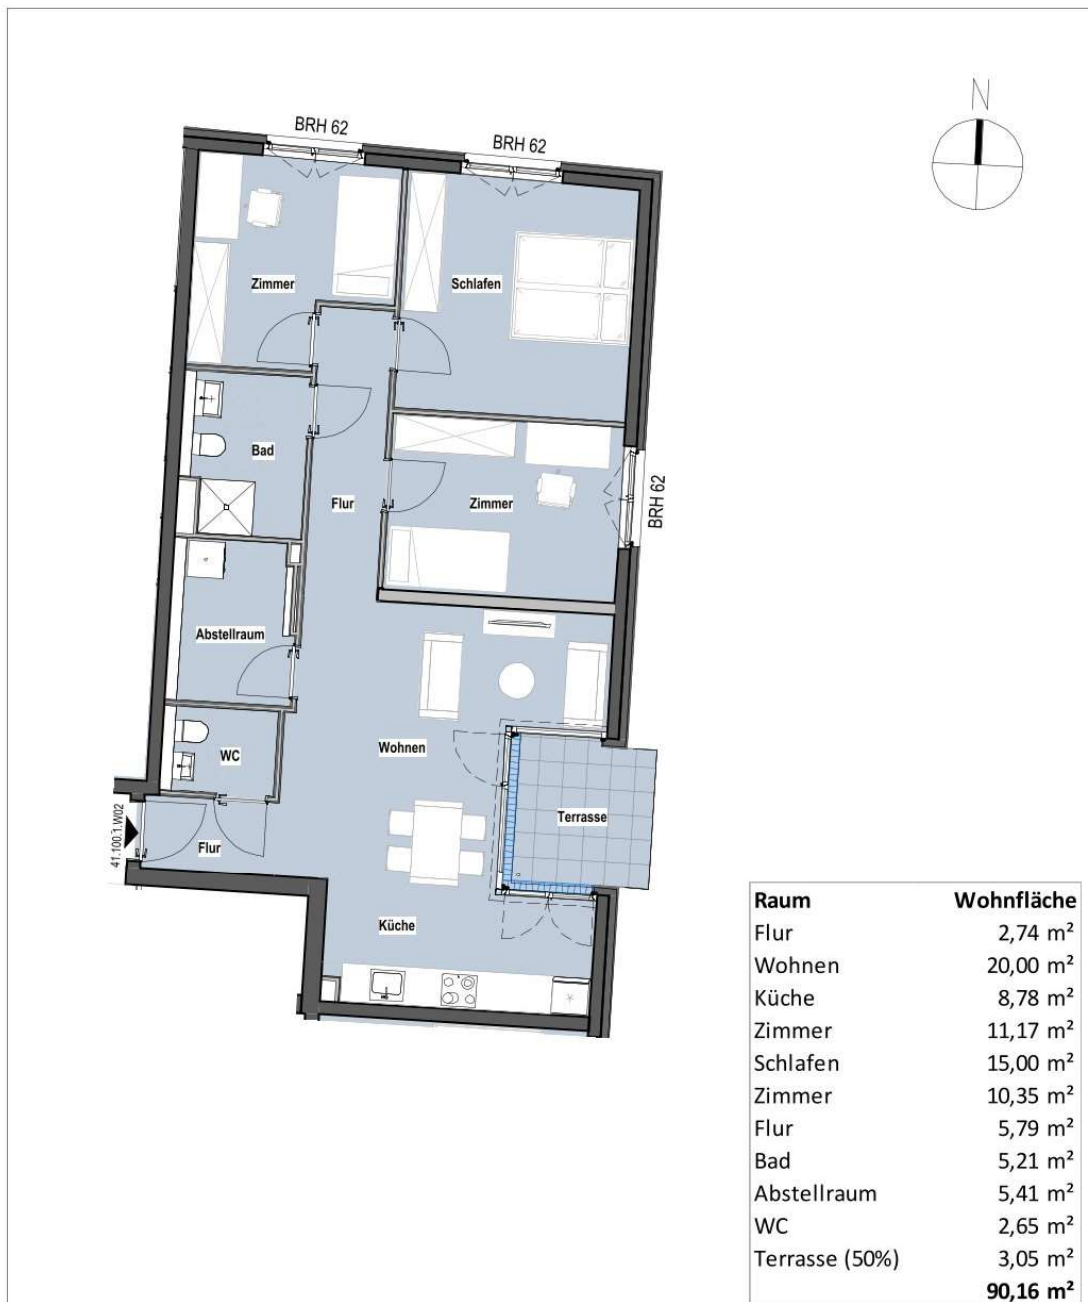 N
BRH 62
BRH 62
Zimmer
Schlafen
Bad
Flur
Zimmer
BRH 62
Abstellraum
Wohnen
WC
Terrasse
41.100.1.W02
Flur
Küche
Raum Wohnfläche
Flur 2,74 m²
Wohnen 20,00 m²
Küche 8,78 m²
Zimmer 11,17 m²
Schlafen 15,00 m²
Zimmer 10,35 m²
Flur 5,79 m²
Bad 5,21 m²
Abstellraum 5,41 m²
WC 2,65 m²
Terrasse (50%) 3,05 m²
90,16 m²